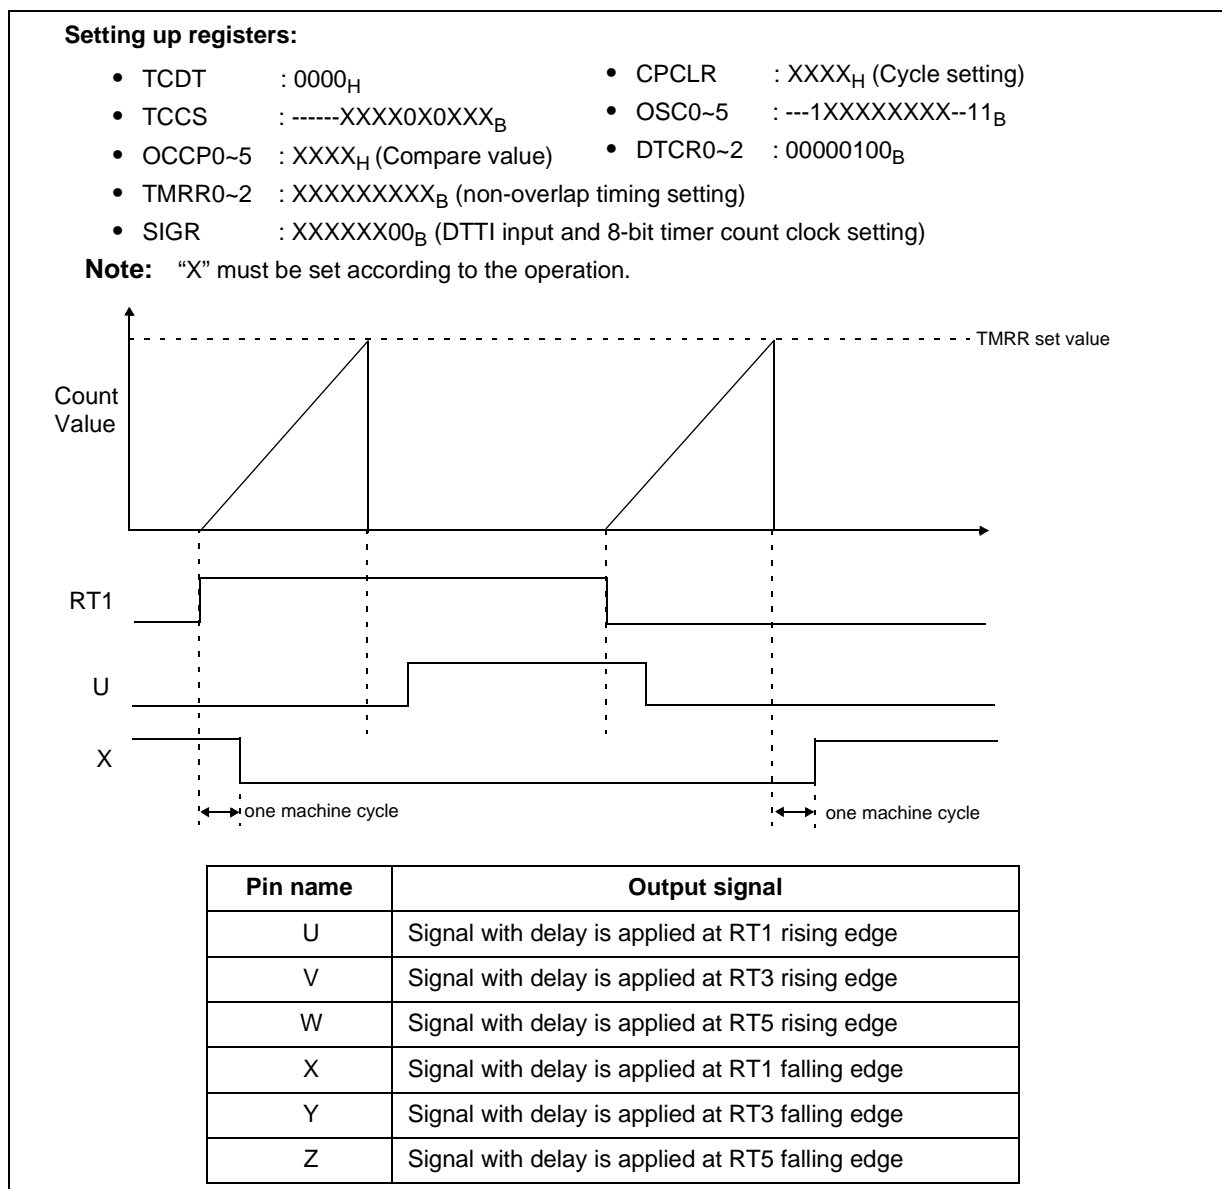 Setting up registers:
• TCDT : 0000H • CPCLR : XXXXH (Cycle setting)
• TCCS : ------XXXX0X0XXXB • OSC0~5 : ---1XXXXXXXX--11B
• OCCP0~5 : XXXXH (Compare value) • DTCR0~2 : 00000100B
• TMRR0~2 : XXXXXXXXXB (non-overlap timing setting)
• SIGR : XXXXXX00B (DTTI input and 8-bit timer count clock setting)
Note: “X” must be set according to the operation.
TMRR set value
Count
Value
RT1
U
X
one machine cycle
one machine cycle
Pin name Output signal
U Signal with delay is applied at RT1 rising edge
V Signal with delay is applied at RT3 rising edge
W Signal with delay is applied at RT5 rising edge
X Signal with delay is applied at RT1 falling edge
Y Signal with delay is applied at RT3 falling edge
Z Signal with delay is applied at RT5 falling edge